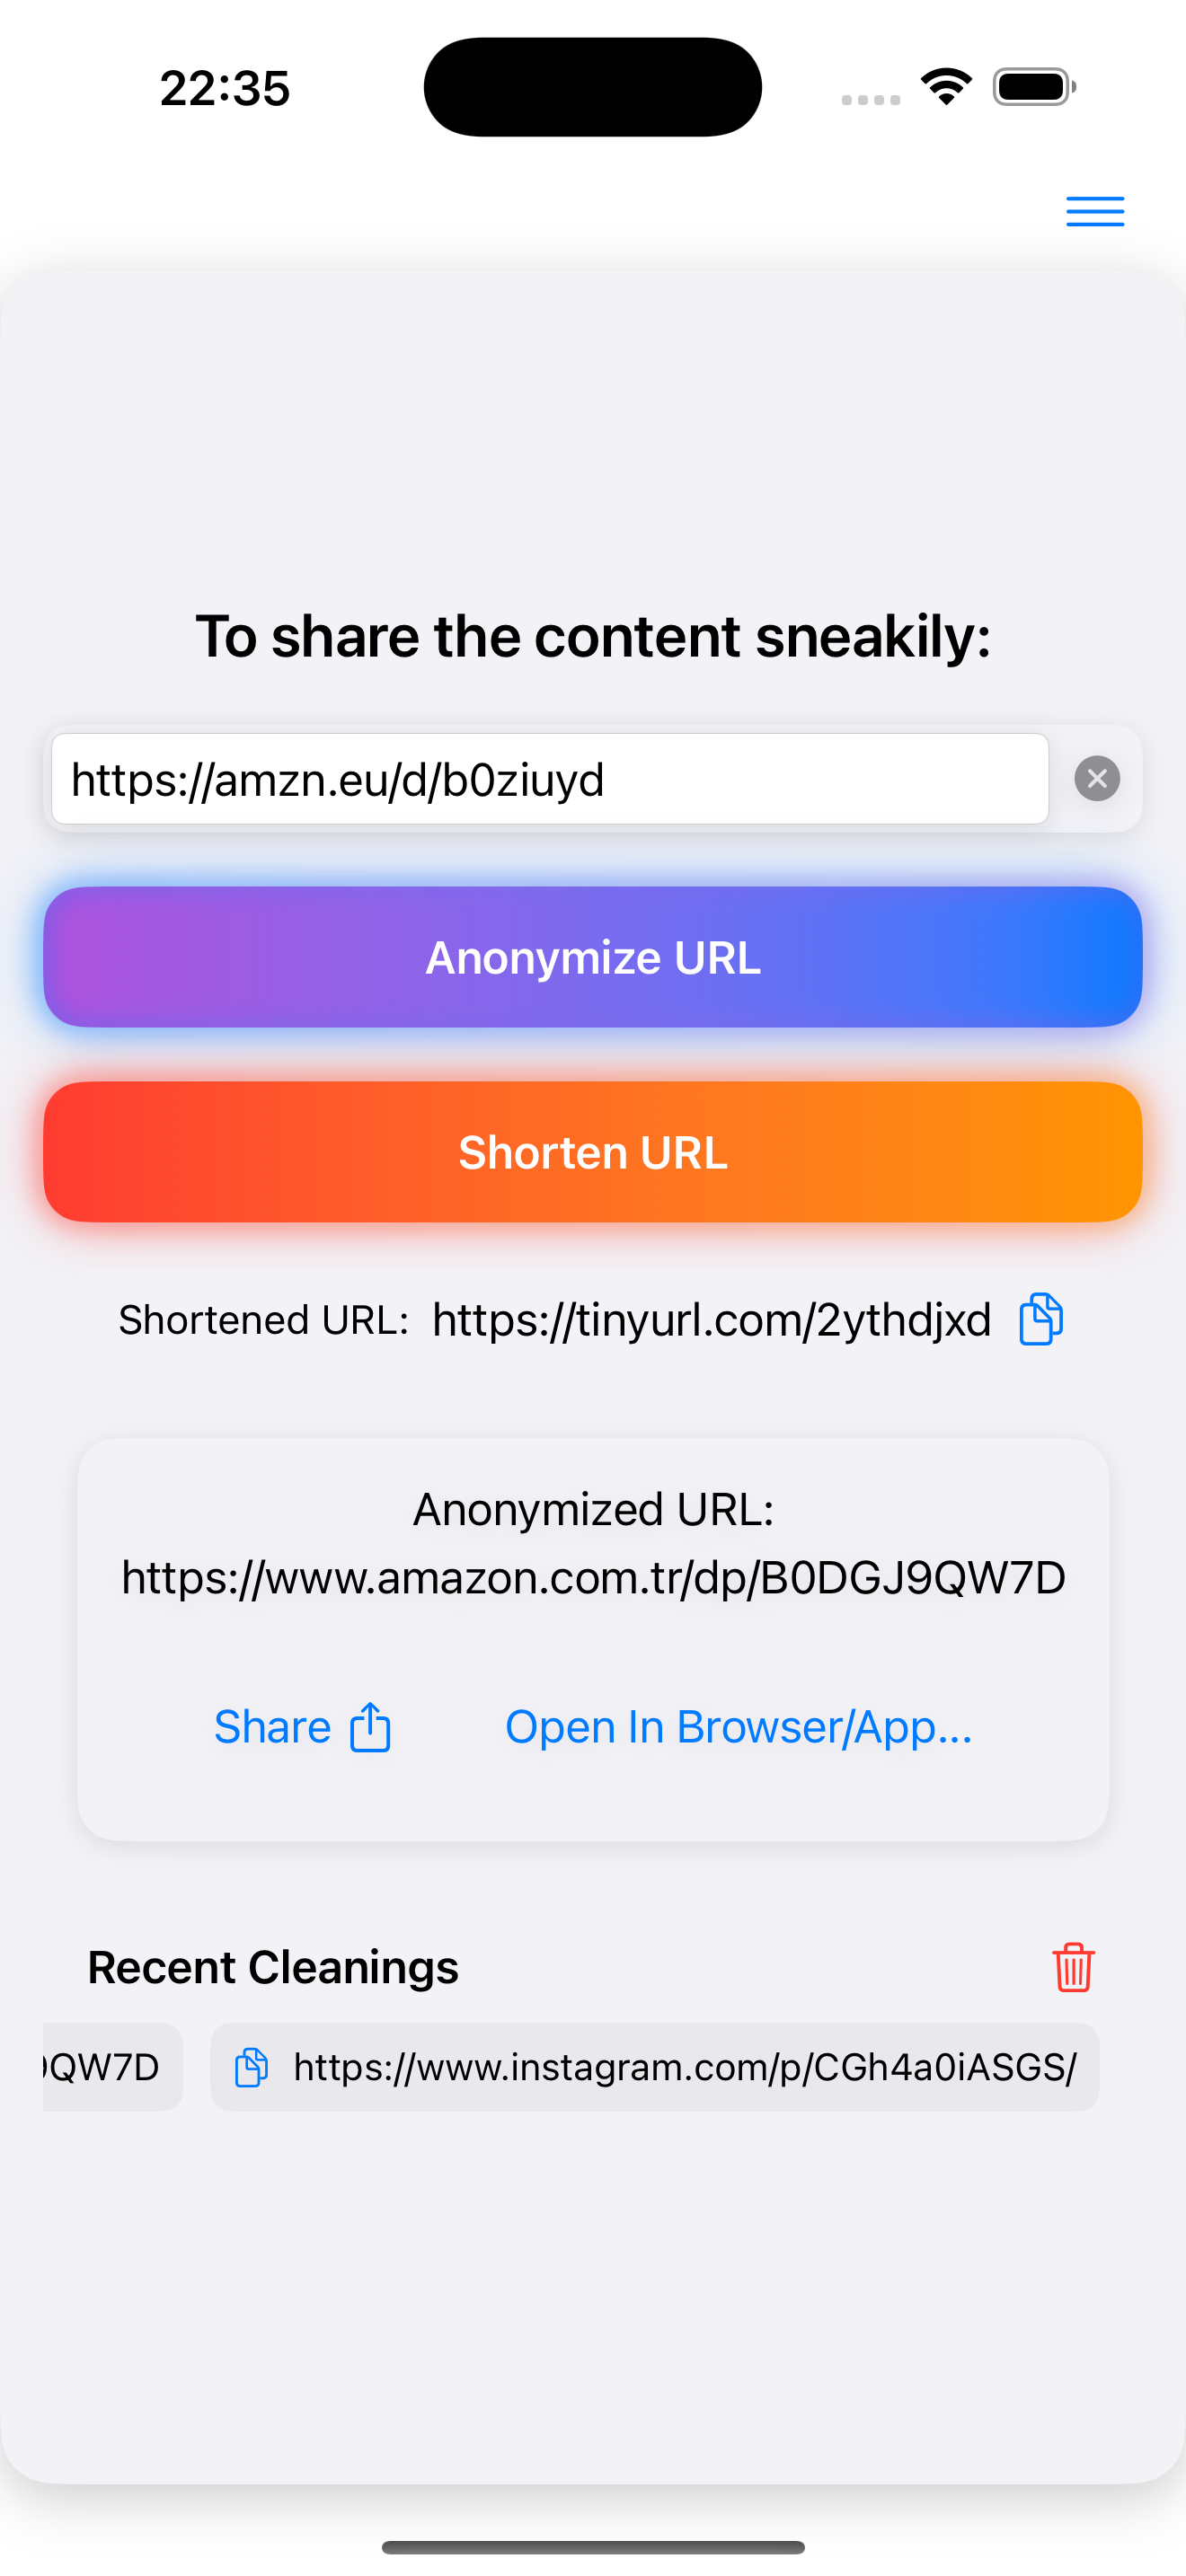 22:35
To share the content sneakily:
https://amzn.eu/d/b0ziuyd
Anonymize URL
Shorten URL
Shortened URL: https://tinyurl.com/2ythdjxd
Anonymized URL:
https://www.amazon.com.tr/dp/B0DGJ9QW7D
Share
Open In Browser/App...
Recent Cleanings
QW7D
https://www.instagram.com/p/CGh4a0iASGS/